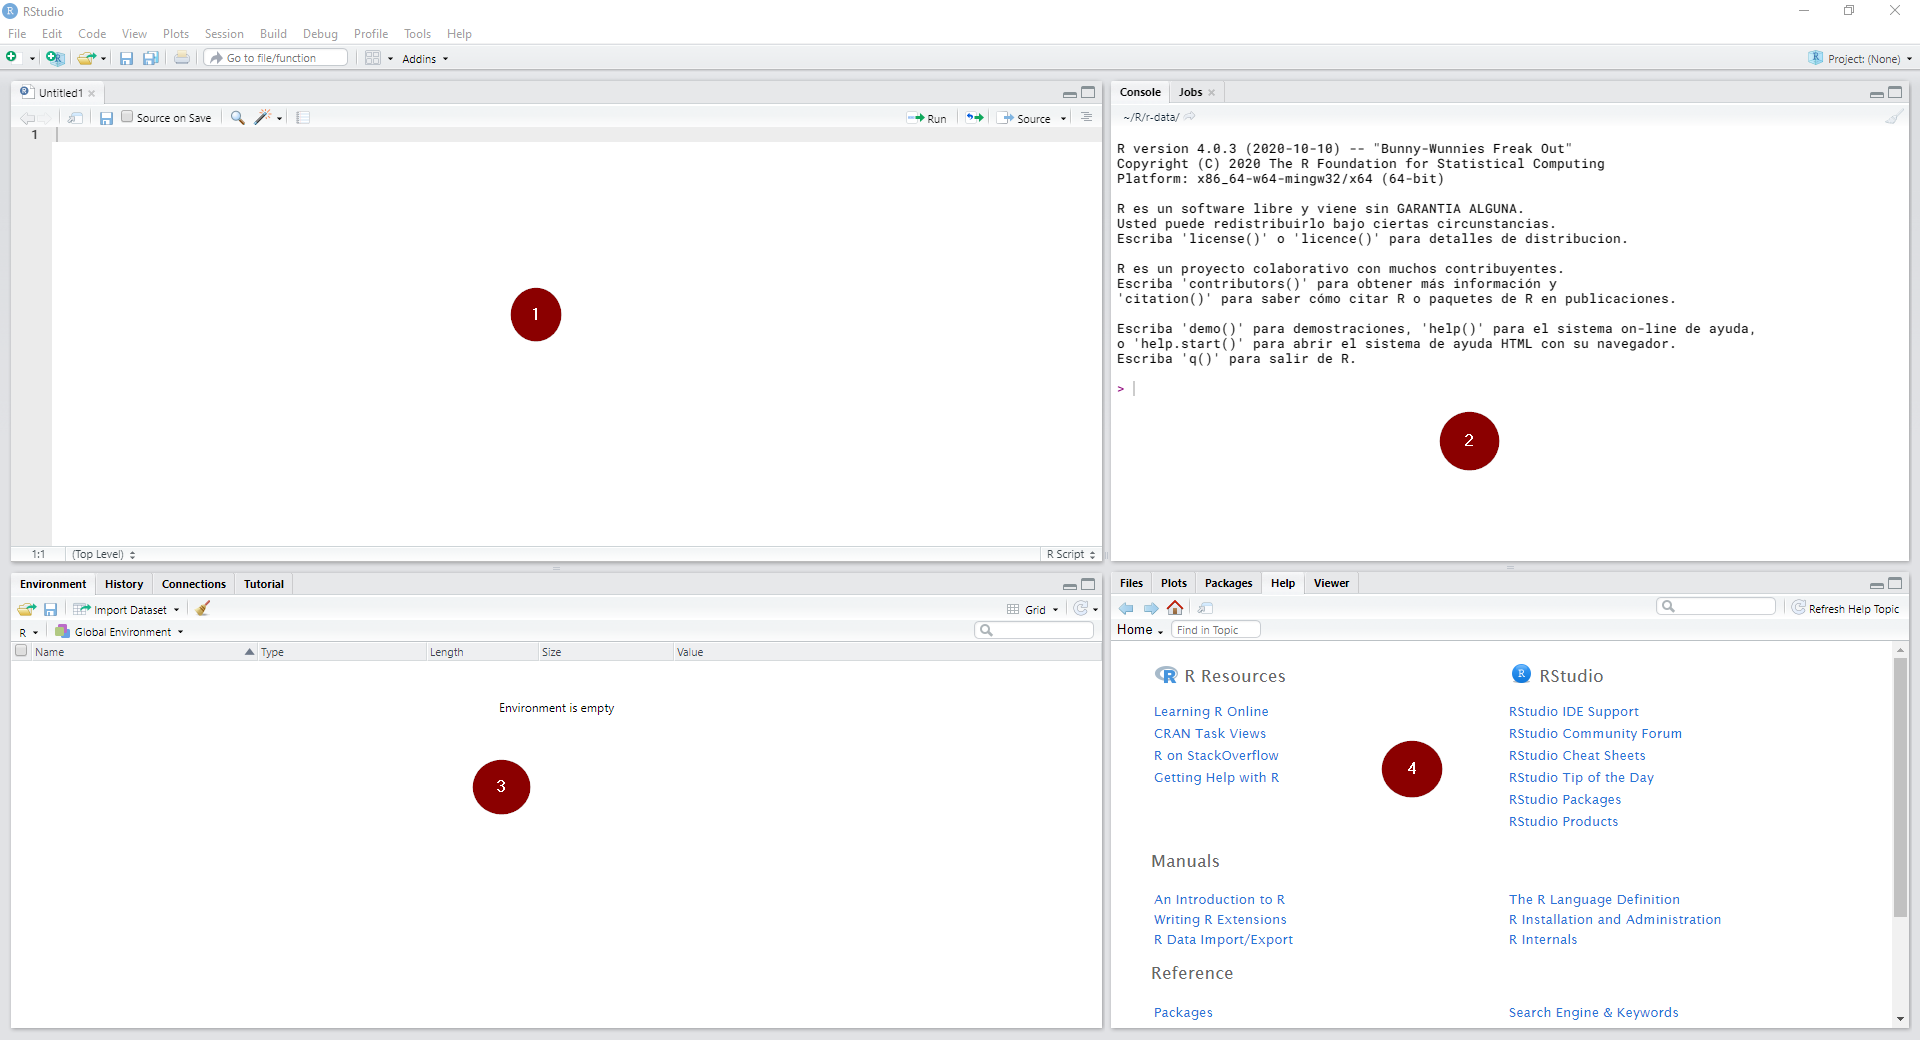 RStudio
File Edit Code View Plots Session Build Debug Profile Tools Help
Go to file/function Addins Project: (None)
Untitled1
Source on Save Run Source
1
1
1:1 (Top Level) R Script
Console Jobs
~/R/r-data/
R version 4.0.3 (2020-10-10) -- "Bunny-Wunnies Freak Out"
Copyright (C) 2020 The R Foundation for Statistical Computing
Platform: x86_64-w64-mingw32/x64 (64-bit)
R es un software libre y viene sin GARANTIA ALGUNA.
Usted puede redistribuirlo bajo ciertas circunstancias.
Escriba 'license()' o 'licence()' para detalles de distribucion.
R es un proyecto colaborativo con muchos contribuyentes.
Escriba 'contributors()' para obtener más información y
'citation()' para saber cómo citar R o paquetes de R en publicaciones.
Escriba 'demo()' para demostraciones, 'help()' para el sistema on-line de ayuda,
o 'help.start()' para abrir el sistema de ayuda HTML con su navegador.
Escriba 'q()' para salir de R.
>
2
Environment History Connections Tutorial
Import Dataset Grid
R Global Environment
Name Type Length Size Value
Environment is empty
3
Files Plots Packages Help Viewer
Refresh Help Topic
Home Find in Topic
R Resources RStudio
Learning R Online RStudio IDE Support
CRAN Task Views RStudio Community Forum
R on StackOverflow RStudio Cheat Sheets
4
Getting Help with R RStudio Tip of the Day
RStudio Packages
RStudio Products
Manuals
An Introduction to R The R Language Definition
Writing R Extensions R Installation and Administration
R Data Import/Export R Internals
Reference
Packages Search Engine & Keywords